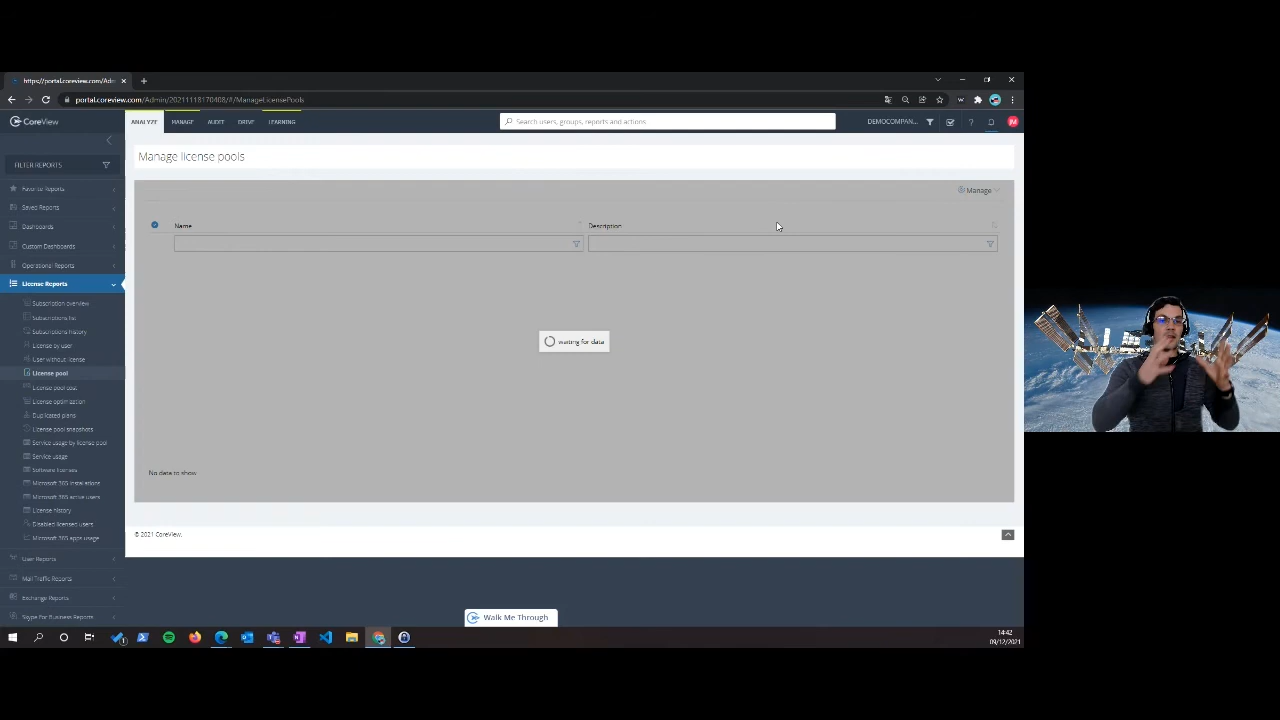 https://portal.coreview.com/Adm
portal.coreview.com/Admin/20211118170408/#/ManageLicensePools
CoreView
ANALYZE
MANAGE
AUDIT
DRIVE
LEARNING
Search users, groups, reports and actions
DEMOCOMPAN...
FILTER REPORTS
Favorite Reports
Saved Reports
Dashboards
Custom Dashboards
Operational Reports
License Reports
Subscription overview
Subscriptions list
Subscriptions history
License by user
User without license
License pool
License pool cost
License optimization
Duplicated plans
License pool snapshots
Service usage by license pool
Service usage
Software licenses
Microsoft 365 installations
Microsoft 365 active users
License history
Disabled licensed users
Microsoft 365 apps usage
User Reports
Mail Traffic Reports
Exchange Reports
Skype For Business Reports
Manage license pools
Manage
Name
Description
waiting for data
No data to show
© 2021 CoreView.
Walk Me Through
14:42
09/12/2021